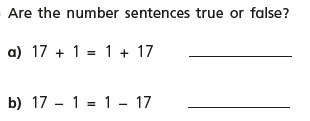 Are the number sentences true or false?
a) 17 + 1 = 1 + 17
b) 17 – 1 = 1 – 17